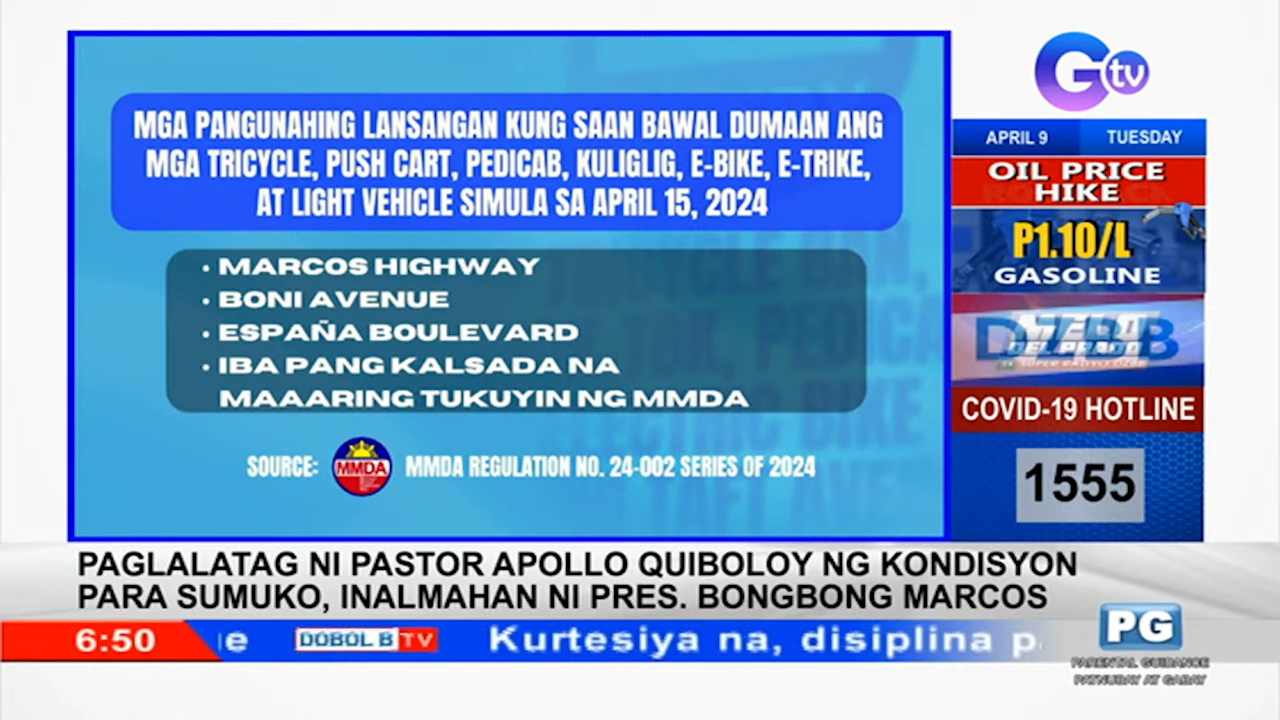 MGA PANGUNAHING LANSANGAN KUNG SAAN BAWAL DUMAAN ANG
MGA TRICYCLE, PUSH CART, PEDICAB, KULIGLIG, E-BIKE, E-TRIKE,
AT LIGHT VEHICLE SIMULA SA APRIL 15, 2024
• MARCOS HIGHWAY
• BONI AVENUE
• ESPAÑA BOULEVARD
• IBA PANG KALSADA NA
MAAARING TUKUYIN NG MMDA
SOURCE: MMDA MMDA REGULATION NO. 24-002 SERIES OF 2024
Gtv
APRIL 9 TUESDAY
OIL PRICE
HIKE
P1.10/L
GASOLINE
COVID-19 HOTLINE
1555
PAGLALATAG NI PASTOR APOLLO QUIBOLOY NG KONDISYON
PARA SUMUKO, INALMAHAN NI PRES. BONGBONG MARCOS
6:50 e DOBOL B TV Kurtesiya na, disiplina p
PG
PARENTAL GUIDANCE
PATNUBAY AT GABAY